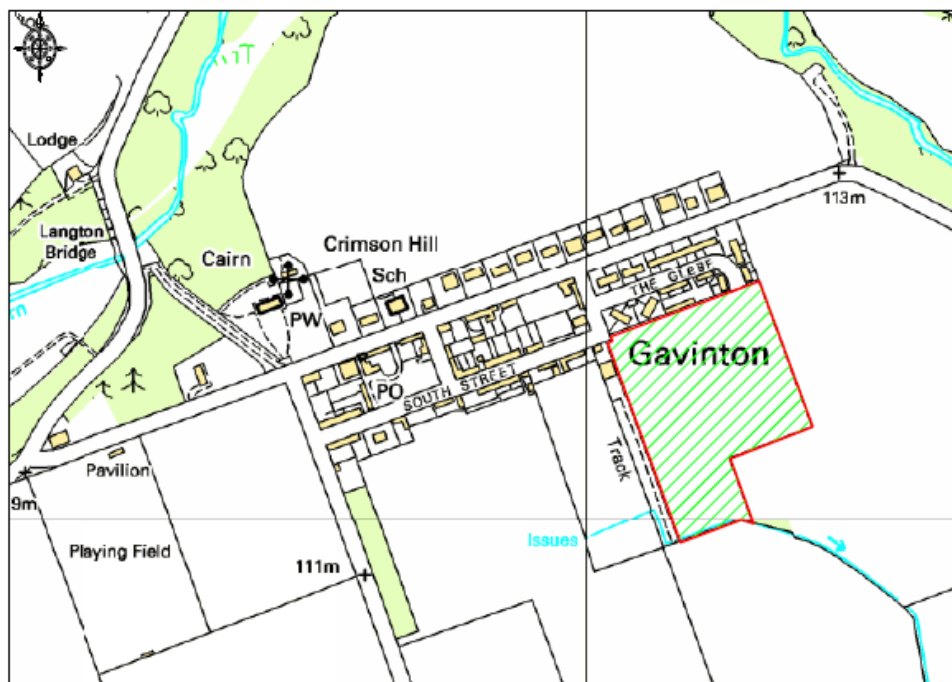 Lodge
Langton
Bridge
Cairn
Crimson Hill
Sch
PW
113m
THE GLEBE
Gavinton
PO
SOUTH STREET
Track
Pavilion
9m
Issues
Playing Field
111m